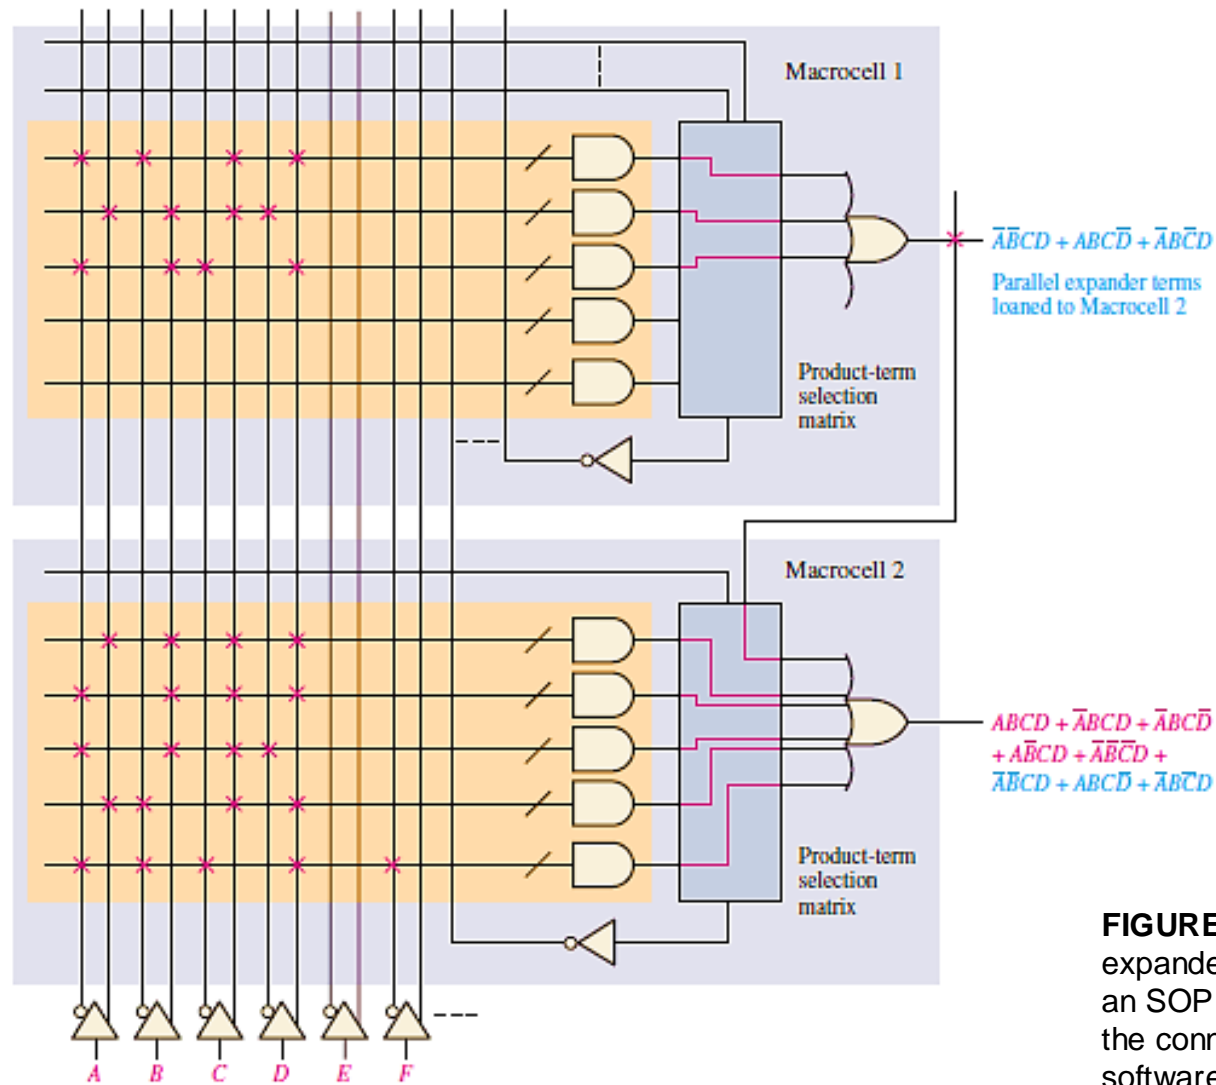 Macrocell 1
A̅B̅CD + ABCD̅ + A̅BC̅D
Parallel expander terms
loaned to Macrocell 2
Product-term
selection
matrix
Macrocell 2
ABCD + A̅BCD + A̅BCD̅
+ AB̅CD + A̅B̅C̅D +
A̅B̅CD + ABCD̅ + A̅BC̅D
Product-term
selection
matrix
FIGURE
expande
an SOP
the conn
software
A B C D E F